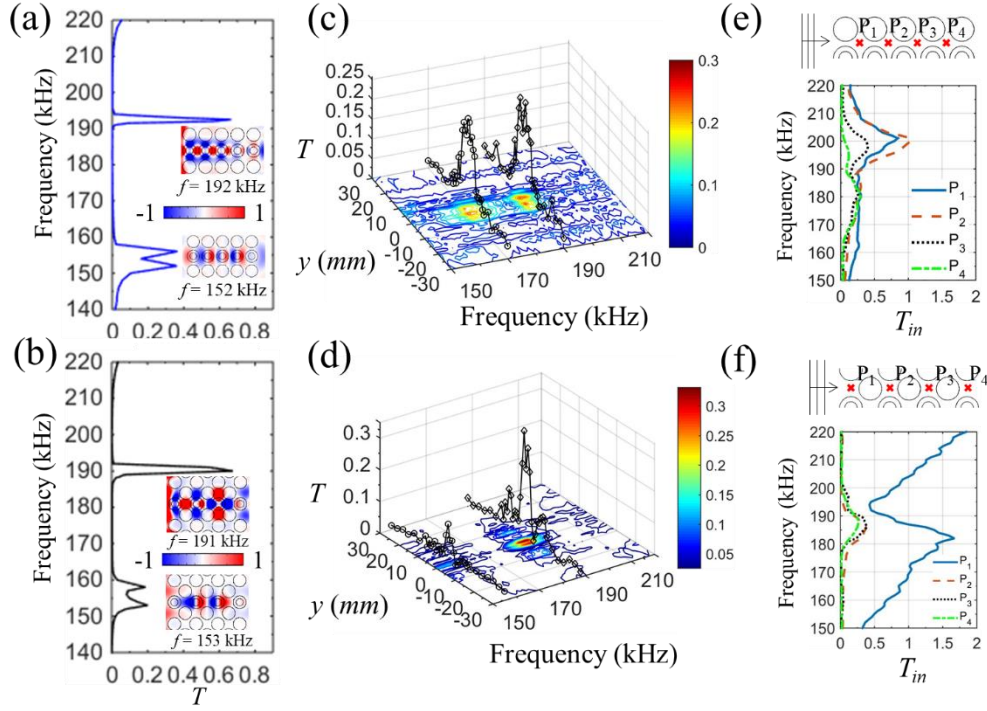 (a)
220
210
200
190
180
170
160
150
140
Frequency (kHz)
f = 192 kHz
-1 1
f = 152 kHz
0 0.2 0.4 0.6 0.8
(b)
220
210
200
190
180
170
160
150
140
Frequency (kHz)
f = 191 kHz
-1 1
f = 153 kHz
0 0.2 0.4 0.6 0.8
T
(c)
0.25
0.2
0.15
0.1
0.05
0
T
30
20
10
0
-10
-20
-30
y (mm)
150 170 190 210
Frequency (kHz)
0.3
0.2
0.1
0
(d)
0.3
0.2
0.1
0
T
30
20
10
0
-10
-20
-30
y (mm)
150 170 190 210
Frequency (kHz)
0.3
0.25
0.2
0.15
0.1
0.05
(e)
P1 P2 P3 P4
220
210
200
190
180
170
160
150
Frequency (kHz)
P1
P2
P3
P4
0 0.5 1 1.5 2
Tin
(f)
P1 P2 P3 P4
220
210
200
190
180
170
160
150
Frequency (kHz)
P1
P2
P3
P4
0 0.5 1 1.5 2
Tin